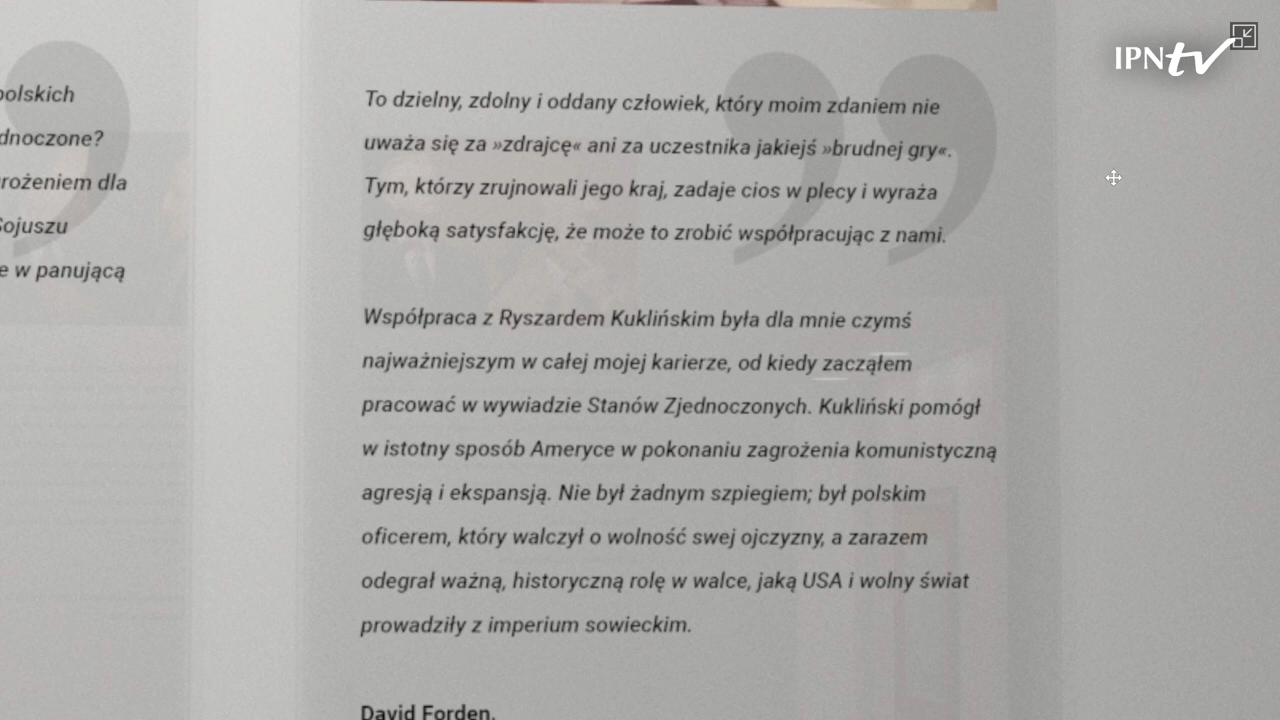 IPNtv
polskich
dnoczone?
rożeniem dla
Sojuszu
e w panującą
To dzielny, zdolny i oddany człowiek, który moim zdaniem nie
uważa się za »zdrajcę« ani za uczestnika jakiejś »brudnej gry«.
Tym, którzy zrujnowali jego kraj, zadaje cios w plecy i wyraża
głęboką satysfakcję, że może to zrobić współpracując z nami.
Współpraca z Ryszardem Kuklińskim była dla mnie czymś
najważniejszym w całej mojej karierze, od kiedy zacząłem
pracować w wywiadzie Stanów Zjednoczonych. Kukliński pomógł
w istotny sposób Ameryce w pokonaniu zagrożenia komunistyczną
agresją i ekspansją. Nie był żadnym szpiegiem; był polskim
oficerem, który walczył o wolność swej ojczyzny, a zarazem
odegrał ważną, historyczną rolę w walce, jaką USA i wolny świat
prowadziły z imperium sowieckim.
David Forden,